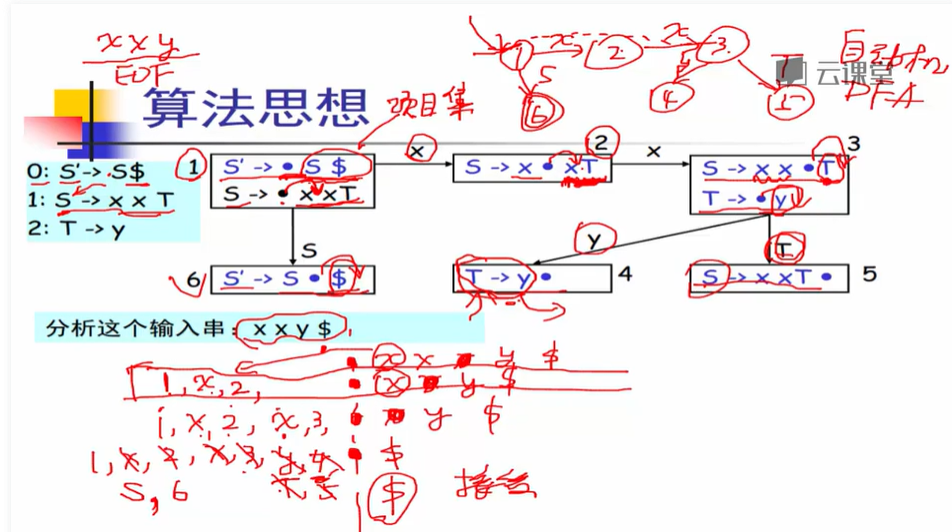 x x y
EOF
x x
1 2 3
S T 自动机
6 4 5 DFA
云课堂
算法思想
项目集
0: S' -> S $
1: S -> x x T
2: T -> y
1
S' -> • S $
S -> • x x T
x
2
S -> x • x T
x
3
S -> x x • T
T -> • y
S
y
T
6
S' -> S • $
T -> y •
4
S -> x x T •
5
分析这个输入串: x x y $
x x y $
1, x, 2, x y $
1, x, 2, x, 3, y $
1, x, 2, x, 3, y, 4, $
S, 6 T, 5 $ 接受